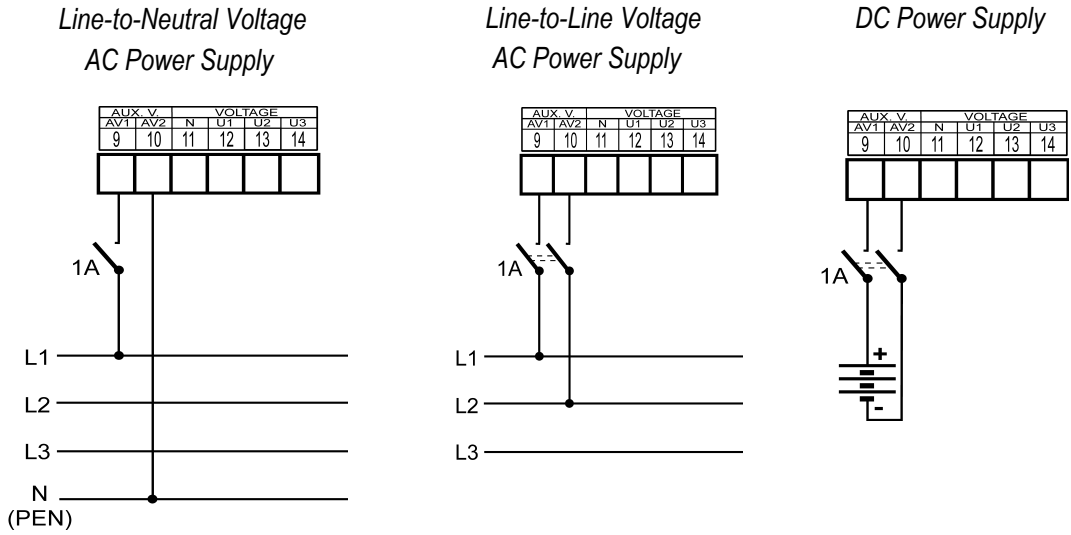 Line-to-Neutral Voltage
AC Power Supply
AUX. V. VOLTAGE
AV1 AV2 N U1 U2 U3
9 10 11 12 13 14
1A
L1
L2
L3
N
(PEN)
Line-to-Line Voltage
AC Power Supply
AUX. V. VOLTAGE
AV1 AV2 N U1 U2 U3
9 10 11 12 13 14
1A
L1
L2
L3
DC Power Supply
AUX. V. VOLTAGE
AV1 AV2 N U1 U2 U3
9 10 11 12 13 14
1A
+
-